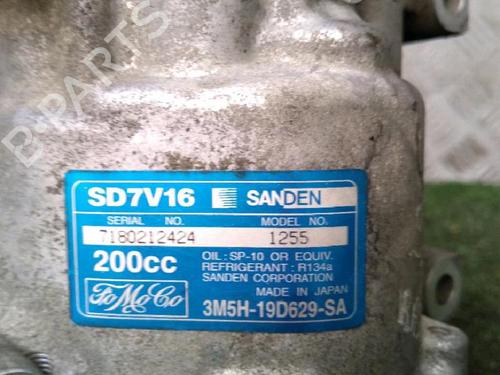 B-PARTS
SD7V16 SANDEN
SERIAL NO. MODEL NO.
7180212424 1255
200cc OIL : SP-10 OR EQUIV.
REFRIGERANT : R134a
SANDEN CORPORATION
MADE IN JAPAN
FoMoCo 3M5H-19D629-SA